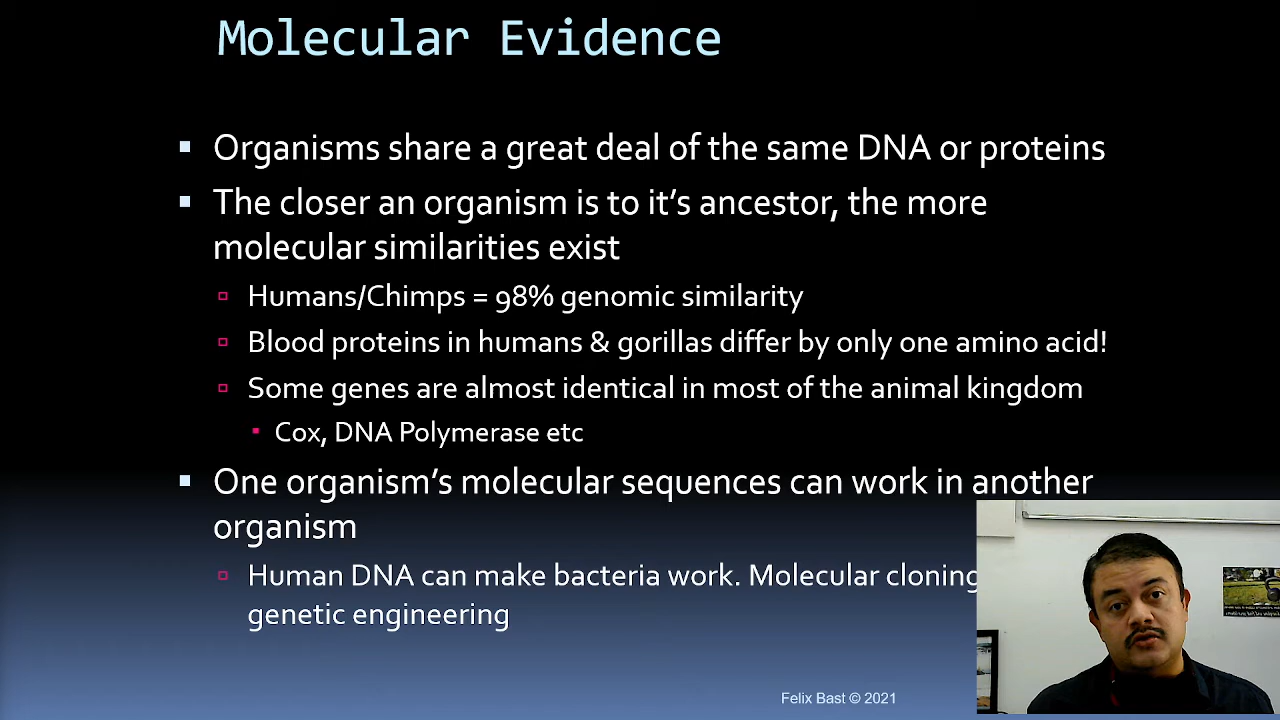 Molecular Evidence
Organisms share a great deal of the same DNA or proteins
The closer an organism is to it’s ancestor, the more
molecular similarities exist
Humans/Chimps = 98% genomic similarity
Blood proteins in humans & gorillas differ by only one amino acid!
Some genes are almost identical in most of the animal kingdom
Cox, DNA Polymerase etc
One organism’s molecular sequences can work in another
organism
Human DNA can make bacteria work. Molecular cloning
genetic engineering
Felix Bast © 2021